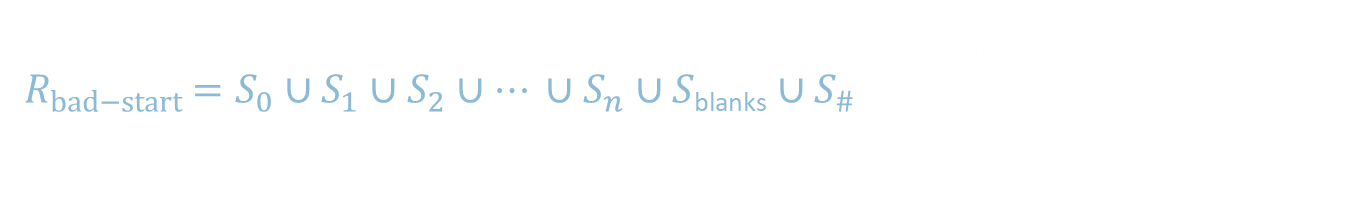 R_bad−start = S_0 ∪ S_1 ∪ S_2 ∪ ⋯ ∪ S_n ∪ S_blanks ∪ S_#